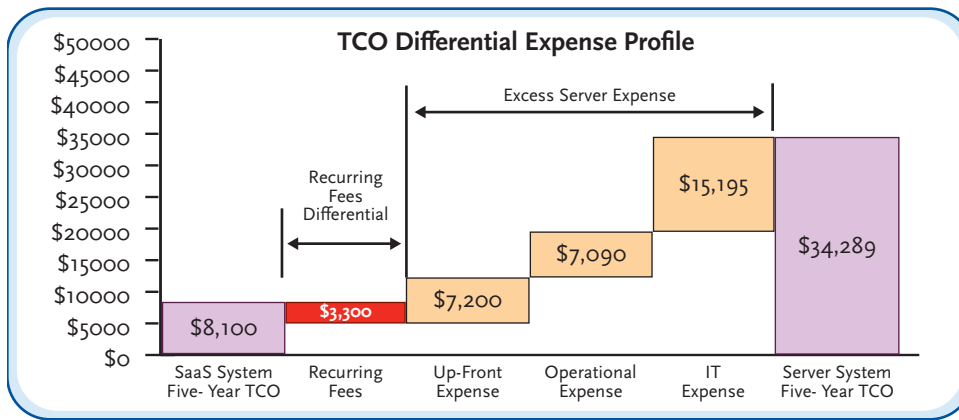 TCO Differential Expense Profile
$50000
$45000
$40000
$35000
$30000
$25000
$20000
$15000
$10000
$5000
$0
Excess Server Expense
Recurring
Fees
Differential
$8,100
$3,300
$7,200
$7,090
$15,195
$34,289
SaaS System
Five- Year TCO
Recurring
Fees
Up-Front
Expense
Operational
Expense
IT
Expense
Server System
Five- Year TCO